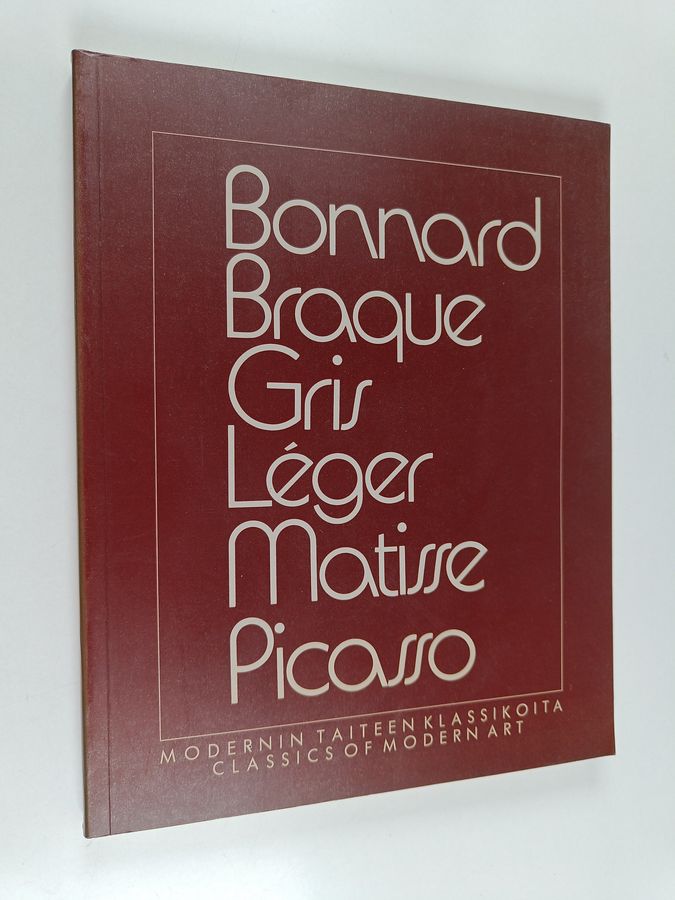 Bonnard
Braque
Gris
Léger
Matisse
Picasso
MODERNIN TAITEEN KLASSIKOITA
CLASSICS OF MODERN ART